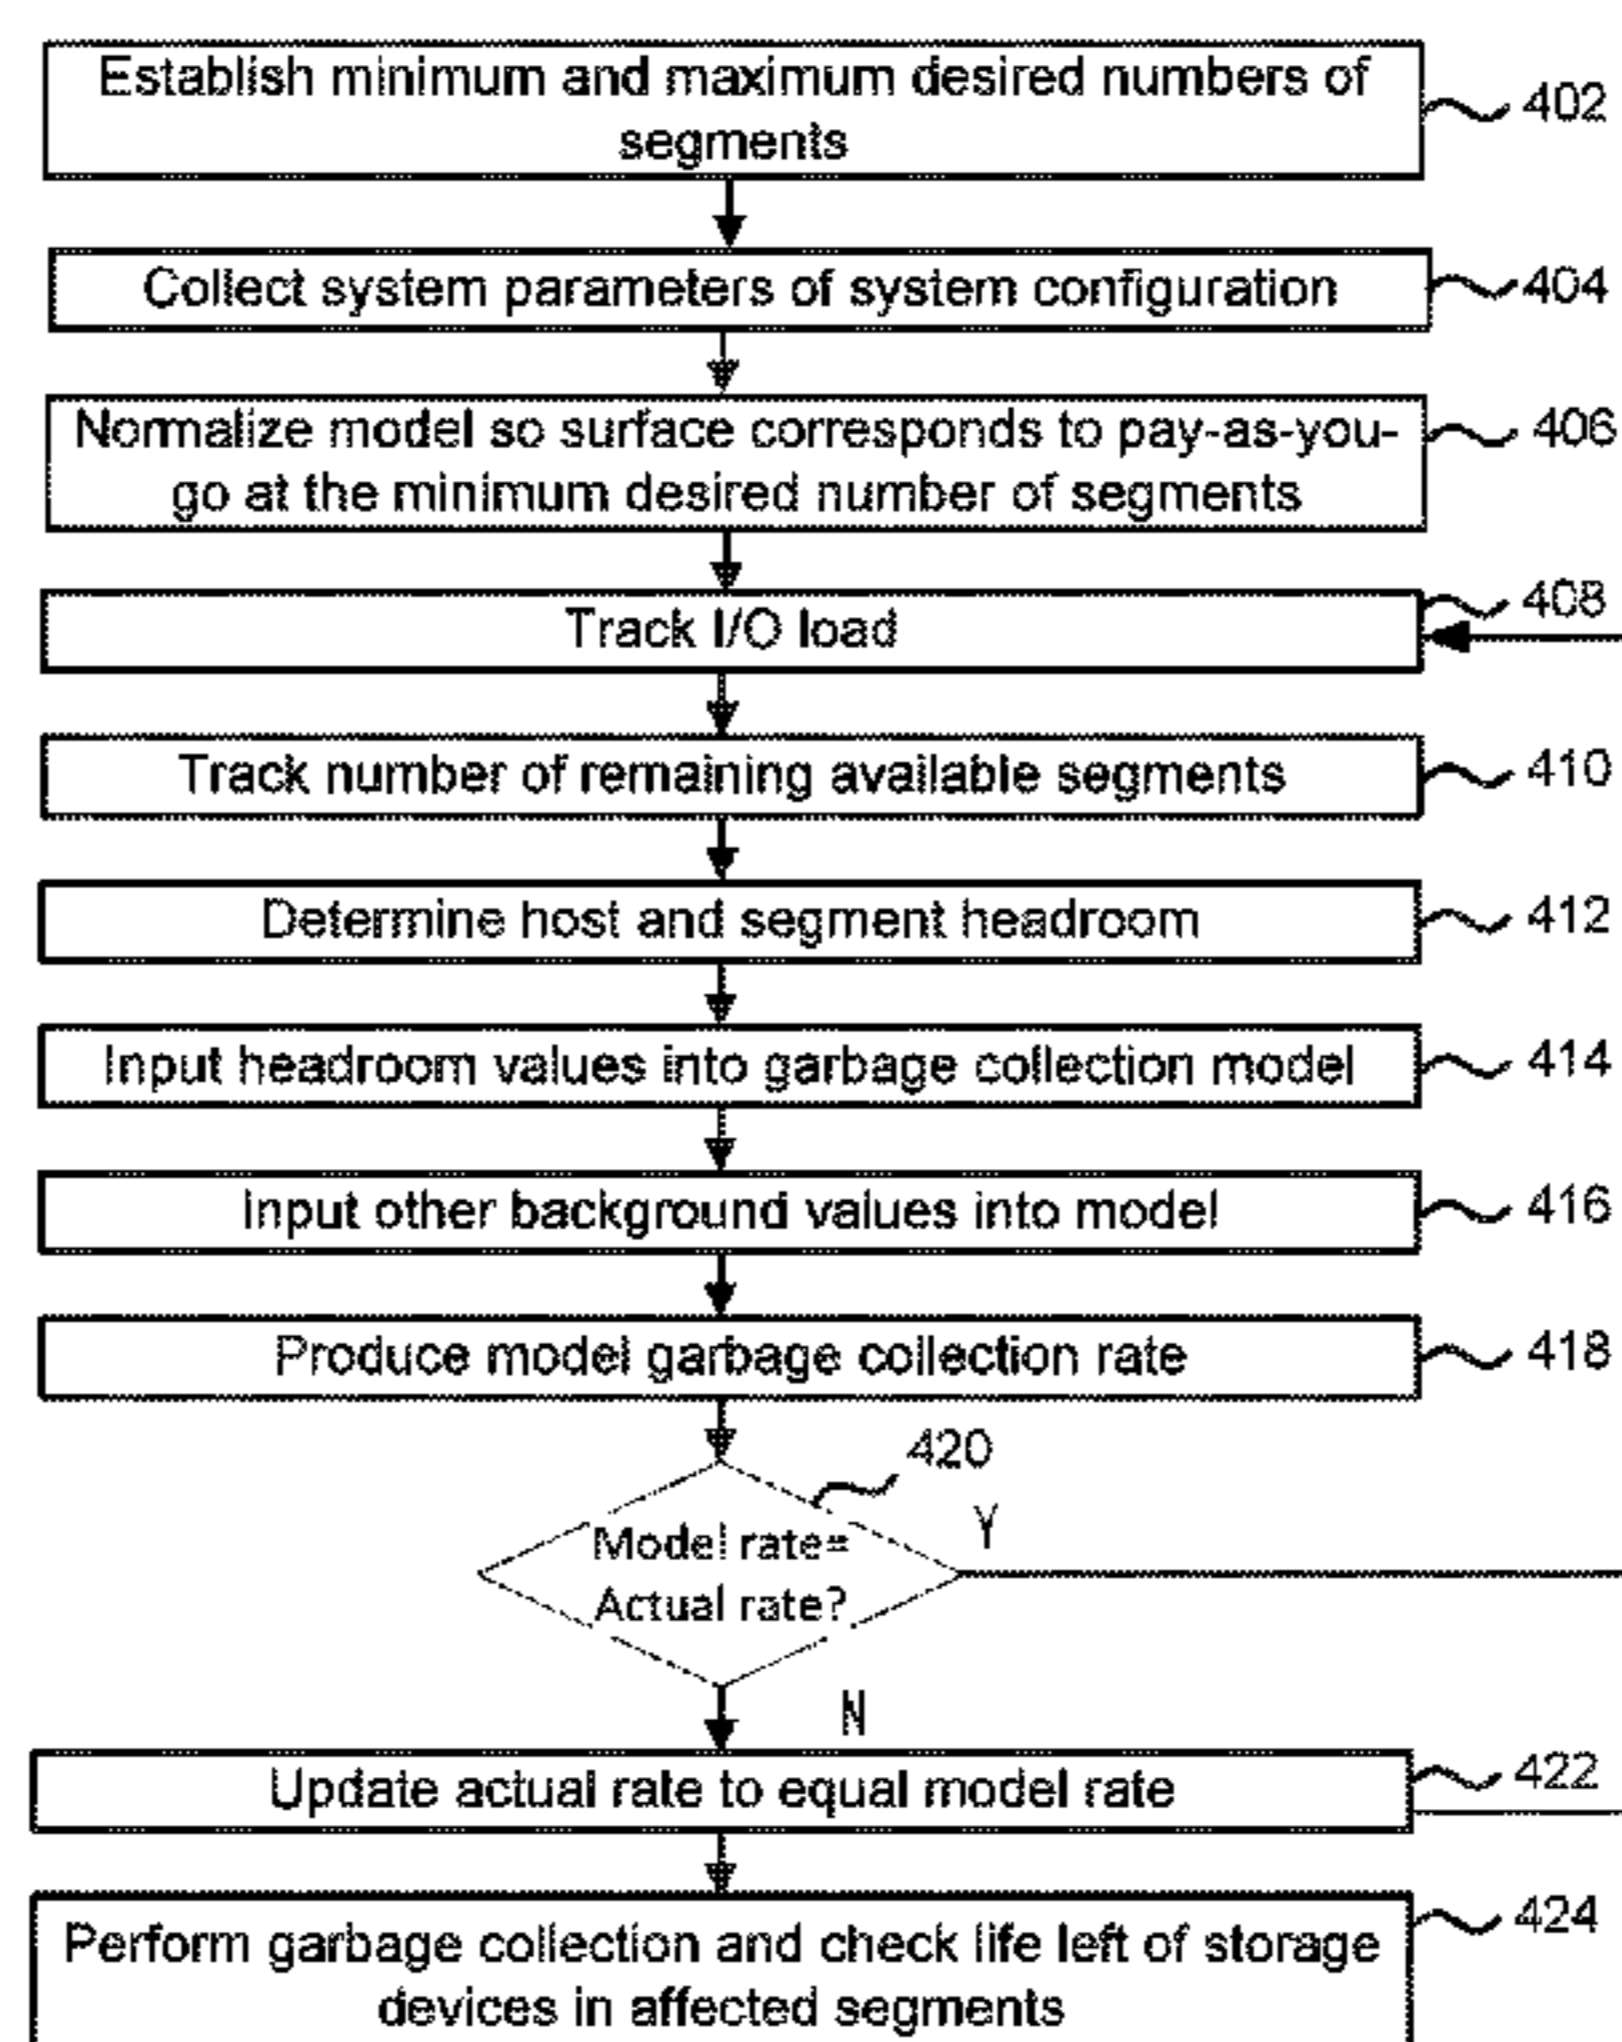 Establish minimum and maximum desired numbers of
segments
402
Collect system parameters of system configuration
404
Normalize model so surface corresponds to pay-as-you-
go at the minimum desired number of segments
406
Track I/O load
408
Track number of remaining available segments
410
Determine host and segment headroom
412
Input headroom values into garbage collection model
414
Input other background values into model
416
Produce model garbage collection rate
418
420
Model rate=
Actual rate?
Y
N
Update actual rate to equal model rate
422
Perform garbage collection and check life left of storage
devices in affected segments
424